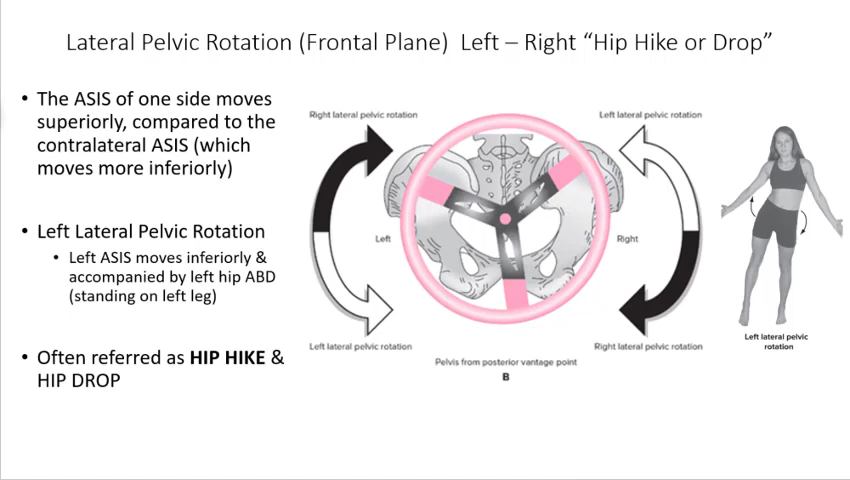 Lateral Pelvic Rotation (Frontal Plane)  Left – Right “Hip Hike or Drop”
• The ASIS of one side moves
superiorly, compared to the
contralateral ASIS (which
moves more inferiorly)
• Left Lateral Pelvic Rotation
• Left ASIS moves inferiorly &
accompanied by left hip ABD
(standing on left leg)
• Often referred as HIP HIKE &
HIP DROP
Right lateral pelvic rotation
Left lateral pelvic rotation
Left
Right
Left lateral pelvic rotation
Right lateral pelvic rotation
Pelvis from posterior vantage point
B
Left lateral pelvic
rotation